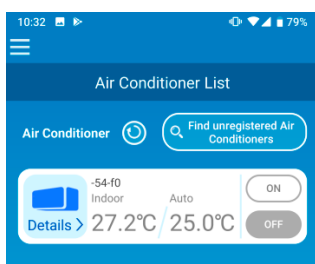 10:32 79%
Air Conditioner List
Air Conditioner
Find unregistered Air
Conditioners
-54-f0
Indoor Auto
27.2℃ 25.0℃
Details >
ON
OFF